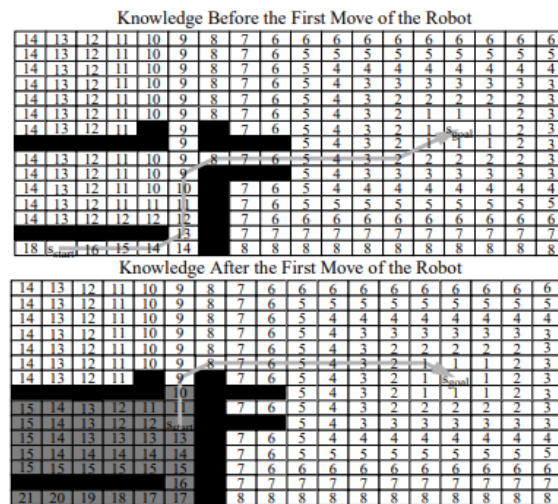 Knowledge Before the First Move of the Robot
14 13 12 11 10 9 8 7 6 6 6 6 6 6 6 6 6 6
14 13 12 11 10 9 8 7 6 5 5 5 5 5 5 5 5 5
14 13 12 11 10 9 8 7 6 5 4 4 4 4 4 4 4 4
14 13 12 11 10 9 8 7 6 5 4 3 3 3 3 3 3 3
14 13 12 11 10 9 8 7 6 5 4 3 2 2 2 2 2 3
14 13 12 11 10 9 8 7 6 5 4 3 2 1 1 1 2 3
14 13 12 11 9 7 6 5 4 3 2 1 sgoal 1 2 3
9 5 4 3 2 1 1 1 2 3
14 13 12 11 10 9 8 7 6 5 4 3 2 2 2 2 2 3
14 13 12 11 10 9 5 4 3 3 3 3 3 3 3
14 13 12 11 10 10 7 6 5 4 4 4 4 4 4 4 4
14 13 12 11 11 11 7 6 5 5 5 5 5 5 5 5 5
14 13 12 12 12 12 7 6 6 6 6 6 6 6 6 6 6
13 7 7 7 7 7 7 7 7 7 7 7
18 sstart 16 15 14 14 8 8 8 8 8 8 8 8 8 8 8
Knowledge After the First Move of the Robot
14 13 12 11 10 9 8 7 6 6 6 6 6 6 6 6 6 6
14 13 12 11 10 9 8 7 6 5 5 5 5 5 5 5 5 5
14 13 12 11 10 9 8 7 6 5 4 4 4 4 4 4 4 4
14 13 12 11 10 9 8 7 6 5 4 3 3 3 3 3 3 3
14 13 12 11 10 9 8 7 6 5 4 3 2 2 2 2 2 3
14 13 12 11 10 9 8 7 6 5 4 3 2 1 1 1 2 3
14 13 12 11 9 7 6 5 4 3 2 1 sgoal 1 2 3
10 5 4 3 2 1 1 1 2 3
15 14 13 12 11 11 7 6 5 4 3 2 2 2 2 2 3
15 14 13 12 12 sstart 5 4 3 3 3 3 3 3 3
15 14 13 13 13 13 7 6 5 4 4 4 4 4 4 4 4
15 14 14 14 14 14 7 6 5 5 5 5 5 5 5 5 5
15 15 15 15 15 15 7 6 6 6 6 6 6 6 6 6 6
16 7 7 7 7 7 7 7 7 7 7 7
21 20 19 18 17 17 8 8 8 8 8 8 8 8 8 8 8